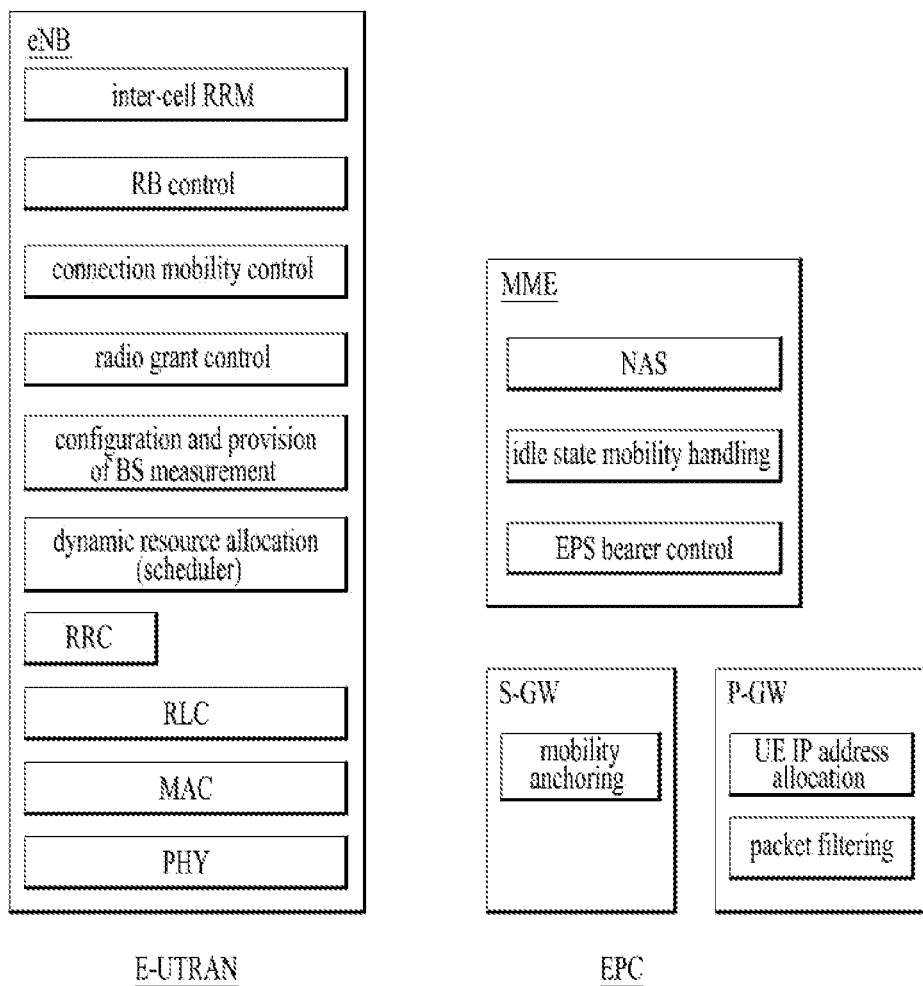 eNB
inter-cell RRM
RB control
connection mobility control
radio grant control
configuration and provision
of BS measurement
dynamic resource allocation
(scheduler)
RRC
RLC
MAC
PHY
E-UTRAN
MME
NAS
idle state mobility handling
EPS bearer control
S-GW
mobility
anchoring
P-GW
UE IP address
allocation
packet filtering
EPC